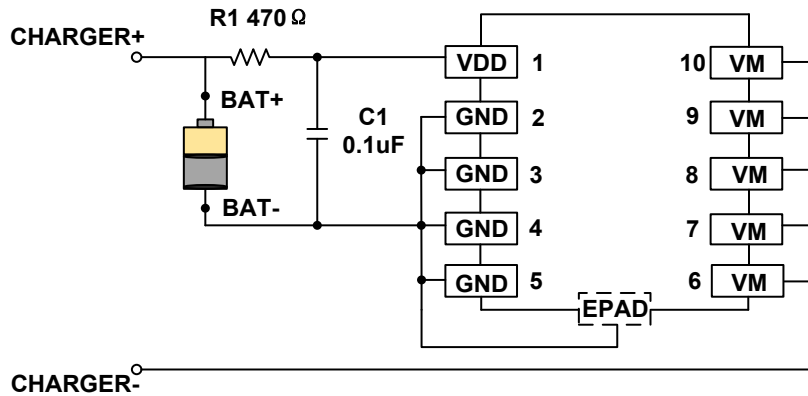 R1 470Ω
CHARGER+
VDD 1 10 VM
BAT+
C1
0.1uF
GND 2 9 VM
GND 3 8 VM
BAT-
GND 4 7 VM
GND 5 6 VM
EPAD
CHARGER-